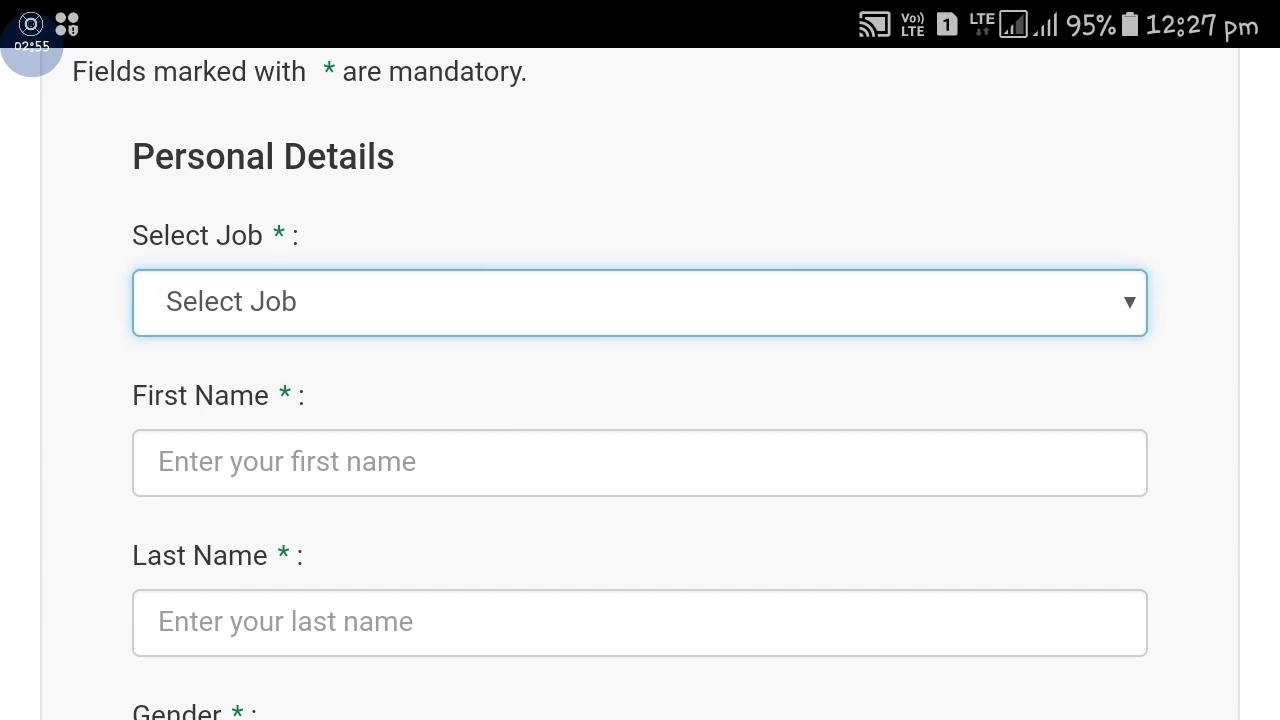 02:55
Vo))
LTE
1
LTE
95%
12:27 pm
Fields marked with * are mandatory.
Personal Details
Select Job * :
Select Job
First Name * :
Enter your first name
Last Name * :
Enter your last name
Gender * :